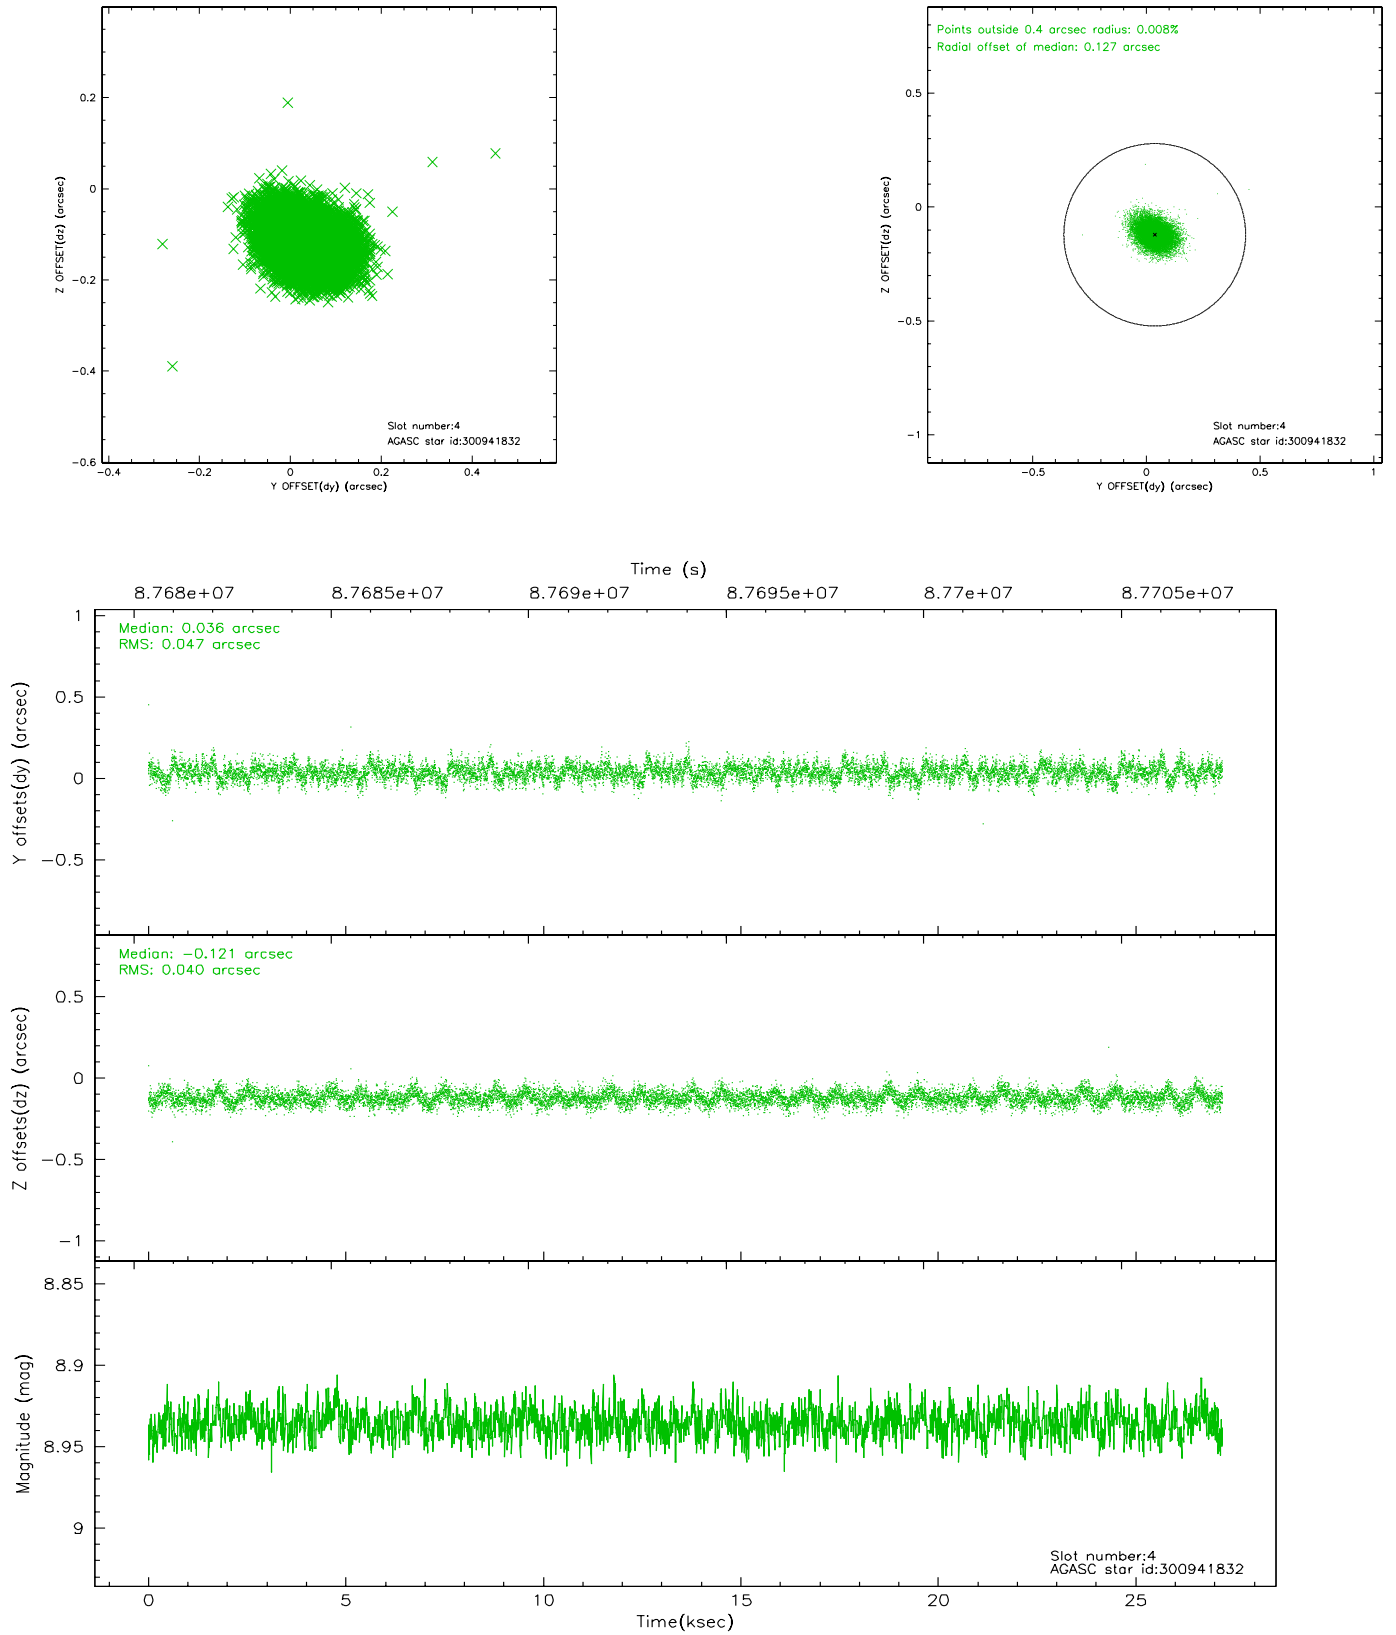 0.2
0
−0.2
−0.4
−0.6
Z OFFSET(dz) (arcsec)
−0.4 −0.2 0 0.2 0.4
Y OFFSET(dy) (arcsec)
Slot number:4
AGASC star id:300941832
Points outside 0.4 arcsec radius: 0.008%
Radial offset of median: 0.127 arcsec
0.5
0
−0.5
−1
Z OFFSET(dz) (arcsec)
−0.5 0 0.5 1
Y OFFSET(dy) (arcsec)
Slot number:4
AGASC star id:300941832
Time (s)
8.768e+07 8.7685e+07 8.769e+07 8.7695e+07 8.77e+07 8.7705e+07
Median: 0.036 arcsec
RMS: 0.047 arcsec
1
0.5
0
−0.5
Y offsets(dy) (arcsec)
Median: −0.121 arcsec
RMS: 0.040 arcsec
0.5
0
−0.5
−1
Z offsets(dz) (arcsec)
8.85
8.9
8.95
9
Magnitude (mag)
Slot number:4
AGASC star id:300941832
0 5 10 15 20 25
Time(ksec)